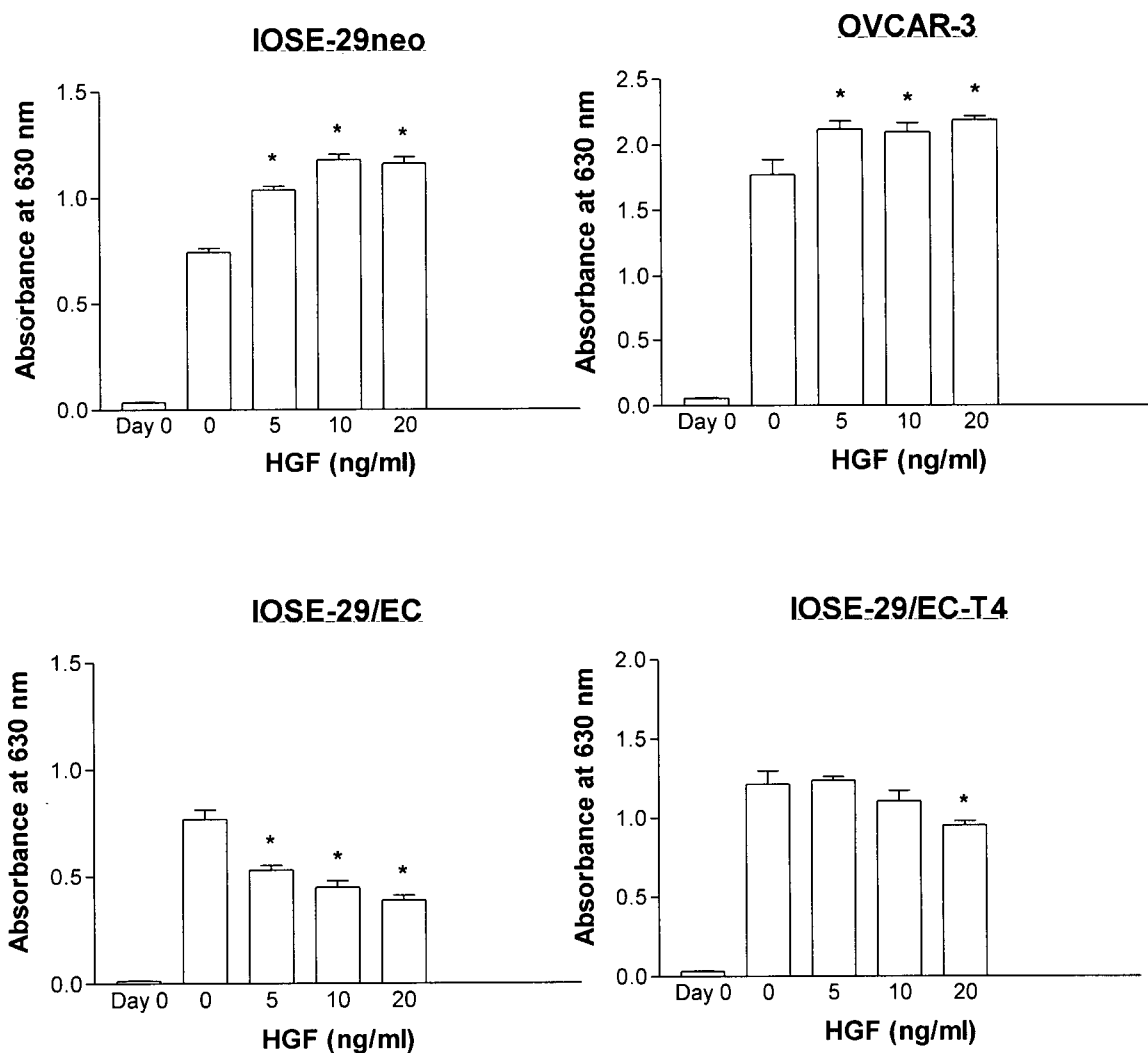 IOSE-29neo
Absorbance at 630 nm
1.5
1.0
0.5
0.0
* * *
Day 0 0 5 10 20
HGF (ng/ml)
OVCAR-3
Absorbance at 630 nm
2.5
2.0
1.5
1.0
0.5
0.0
* * *
Day 0 0 5 10 20
HGF (ng/ml)
IOSE-29/EC
Absorbance at 630 nm
1.5
1.0
0.5
0.0
* * *
Day 0 0 5 10 20
HGF (ng/ml)
IOSE-29/EC-T4
Absorbance at 630 nm
2.0
1.5
1.0
0.5
0.0
*
Day 0 0 5 10 20
HGF (ng/ml)